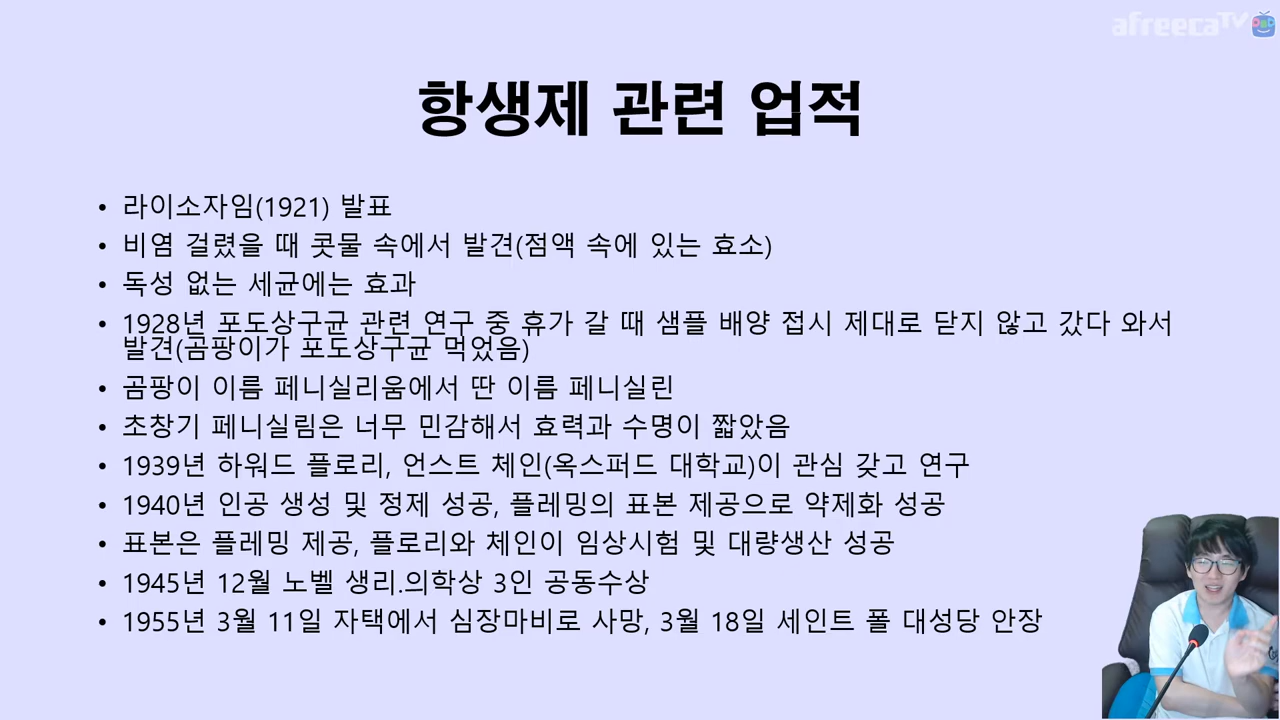 afreecaTV
항생제 관련 업적
• 라이소자임(1921) 발표
• 비염 걸렸을 때 콧물 속에서 발견(점액 속에 있는 효소)
• 독성 없는 세균에는 효과
• 1928년 포도상구균 관련 연구 중 휴가 갈 때 샘플 배양 접시 제대로 닫지 않고 갔다 와서
발견(곰팡이가 포도상구균 먹었음)
• 곰팡이 이름 페니실리움에서 딴 이름 페니실린
• 초창기 페니실림은 너무 민감해서 효력과 수명이 짧았음
• 1939년 하워드 플로리, 언스트 체인(옥스퍼드 대학교)이 관심 갖고 연구
• 1940년 인공 생성 및 정제 성공, 플레밍의 표본 제공으로 약제화 성공
• 표본은 플레밍 제공, 플로리와 체인이 임상시험 및 대량생산 성공
• 1945년 12월 노벨 생리.의학상 3인 공동수상
• 1955년 3월 11일 자택에서 심장마비로 사망, 3월 18일 세인트 폴 대성당 안장